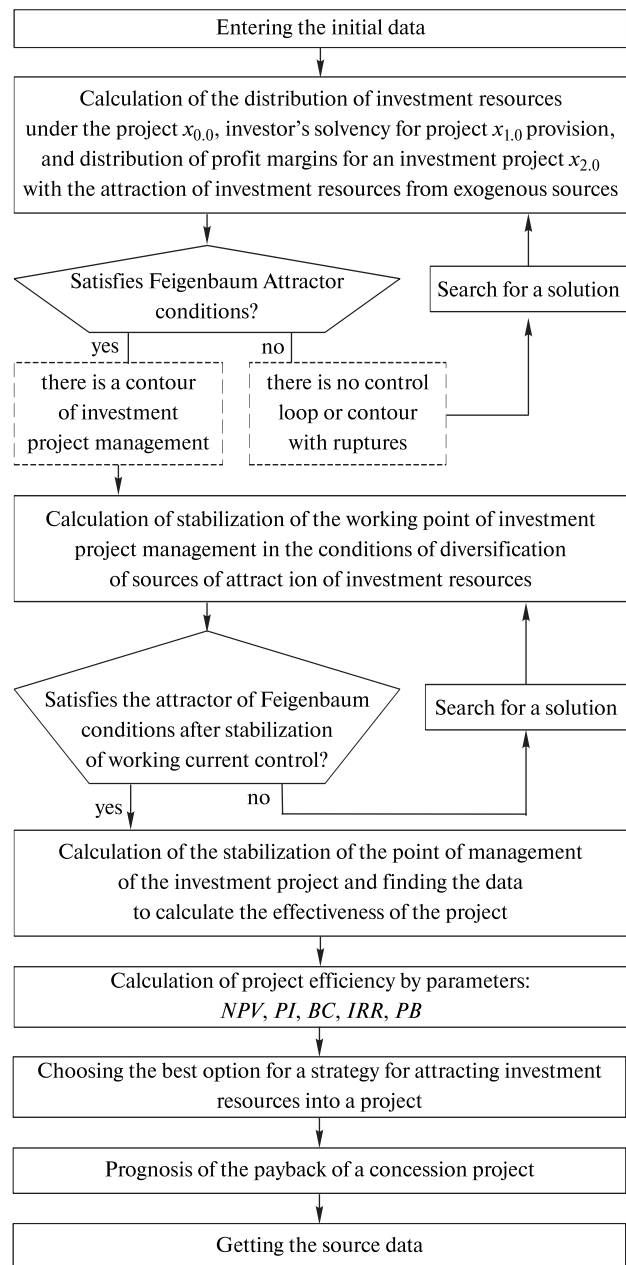 Entering the initial data
Calculation of the distribution of investment resources
under the project x0.0, investor's solvency for project x1.0 provision,
and distribution of profit margins for an investment project x2.0
with the attraction of investment resources from exogenous sources
Satisfies Feigenbaum Attractor
conditions?
Search for a solution
yes
no
there is a contour
of investment
project management
there is no control
loop or contour
with ruptures
Calculation of stabilization of the working point of investment
project management in the conditions of diversification
of sources of attract ion of investment resources
Satisfies the attractor of Feigenbaum
conditions after stabilization
of working current control?
Search for a solution
yes
no
Calculation of the stabilization of the point of management
of the investment project and finding the data
to calculate the effectiveness of the project
Calculation of project efficiency by parameters:
NPV, PI, BC, IRR, PB
Choosing the best option for a strategy for attracting investment
resources into a project
Prognosis of the payback of a concession project
Getting the source data